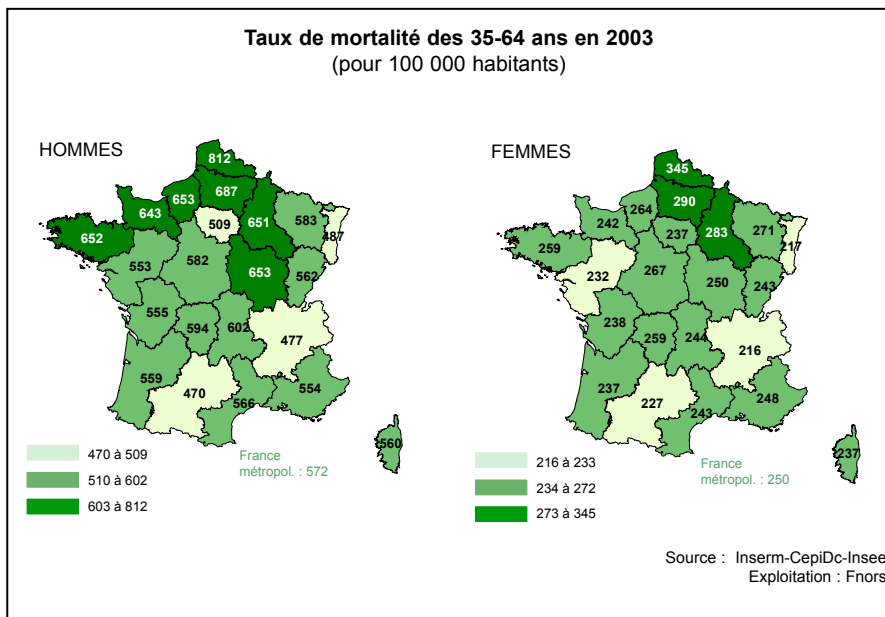 Taux de mortalité des 35-64 ans en 2003
(pour 100 000 habitants)
HOMMES
812
653
687
643
509
651
583
487
652
553
582
653
562
555
594
602
477
559
470
566
554
560
470 à 509
510 à 602
603 à 812
France
métropol. : 572
FEMMES
345
290
264
242
237
283
271
217
259
232
267
250
243
238
259
244
216
237
227
243
248
237
216 à 233
234 à 272
273 à 345
France
métropol. : 250
Source : Inserm-CepiDc-Insee
Exploitation : Fnors